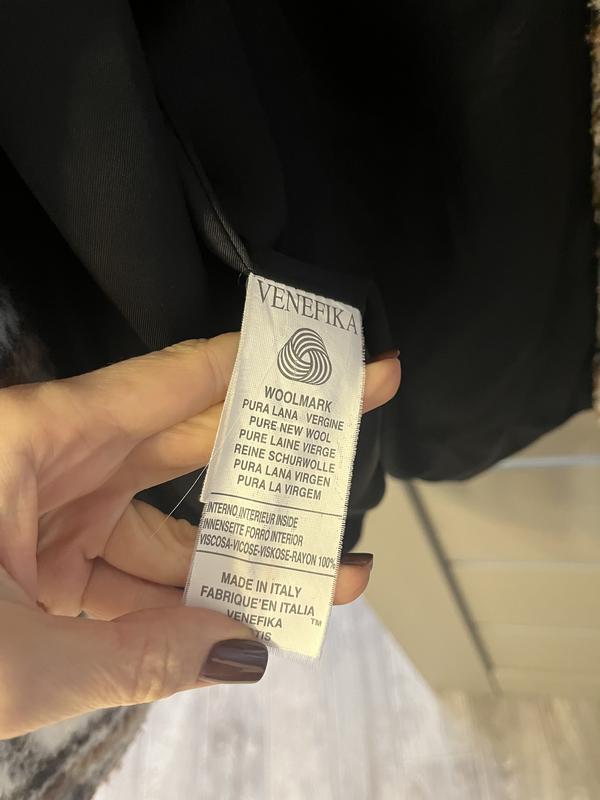 VENEFIKA
WOOLMARK
PURA LANA VERGINE
PURE NEW WOOL
PURE LAINE VIERGE
REINE SCHURWOLLE
PURA LANA VIRGEN
PURA LA VIRGEM
INTERNO,INTERIEUR INSIDE
INNENSEITE FORRO INTERIOR
VISCOSA-VICOSE-VISKOSE-RAYON 100%
MADE IN ITALY
FABRIQUE'EN ITALIA
VENEFIKA ™